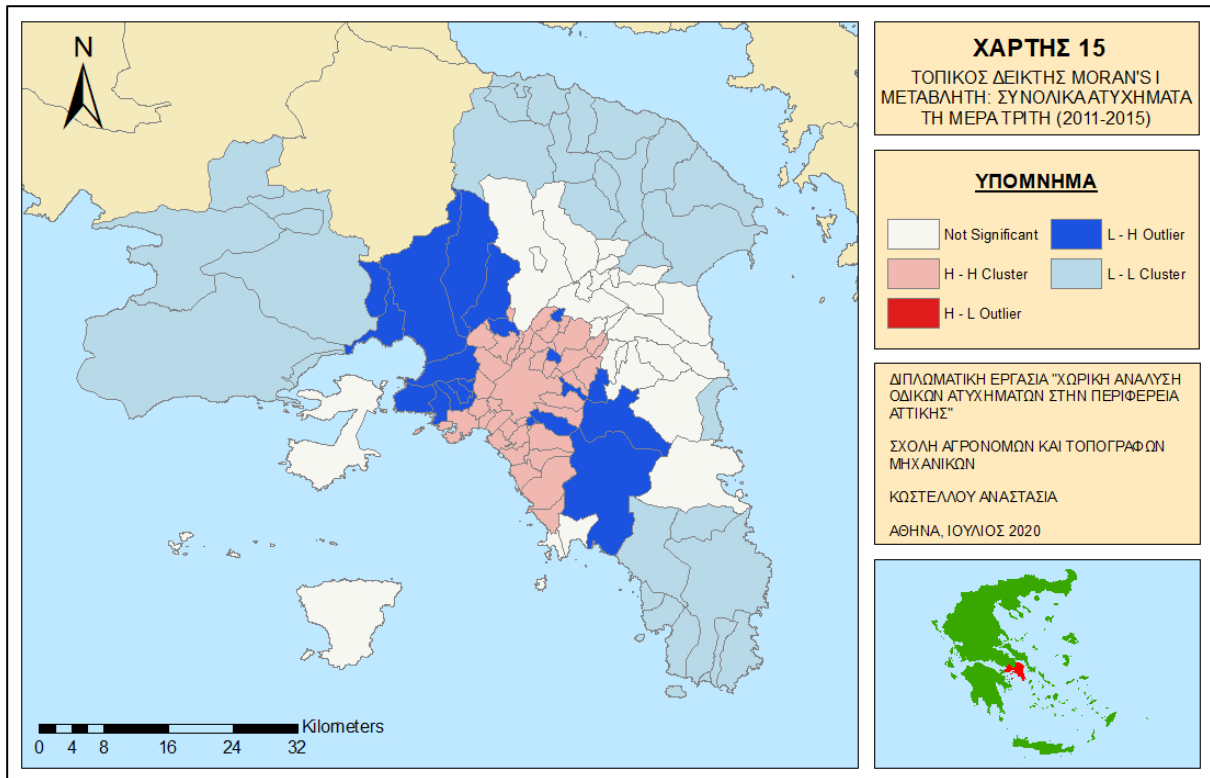 N
Kilometers
0 4 8 16 24 32
ΧΑΡΤΗΣ 15
ΤΟΠΙΚΟΣ ΔΕΙΚΤΗΣ MORAN'S I
ΜΕΤΑΒΛΗΤΗ: ΣΥΝΟΛΙΚΑ ΑΤΥΧΗΜΑΤΑ
ΤΗ ΜΕΡΑ ΤΡΙΤΗ (2011-2015)
ΥΠΟΜΝΗΜΑ
Not Significant
L - H Outlier
H - H Cluster
L - L Cluster
H - L Outlier
ΔΙΠΛΩΜΑΤΙΚΗ ΕΡΓΑΣΙΑ "ΧΩΡΙΚΗ ΑΝΑΛΥΣΗ
ΟΔΙΚΩΝ ΑΤΥΧΗΜΑΤΩΝ ΣΤΗΝ ΠΕΡΙΦΕΡΕΙΑ
ΑΤΤΙΚΗΣ"
ΣΧΟΛΗ ΑΓΡΟΝΟΜΩΝ ΚΑΙ ΤΟΠΟΓΡΑΦΩΝ
ΜΗΧΑΝΙΚΩΝ
ΚΩΣΤΕΛΛΟΥ ΑΝΑΣΤΑΣΙΑ
ΑΘΗΝΑ, ΙΟΥΛΙΟΣ 2020